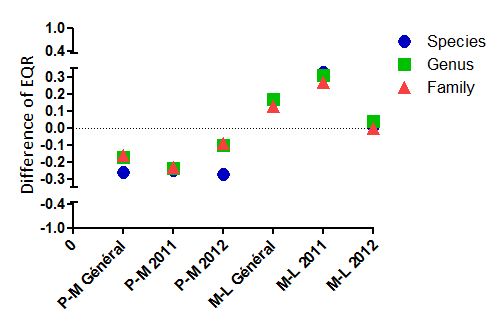 1.0
0.4
0.3
0.2
0.1
0.0
-0.1
-0.2
-0.3
-0.4
-1.0
Difference of EQR
0
P-M Général
P-M 2011
P-M 2012
M-L Général
M-L 2011
M-L 2012
Species
Genus
Family